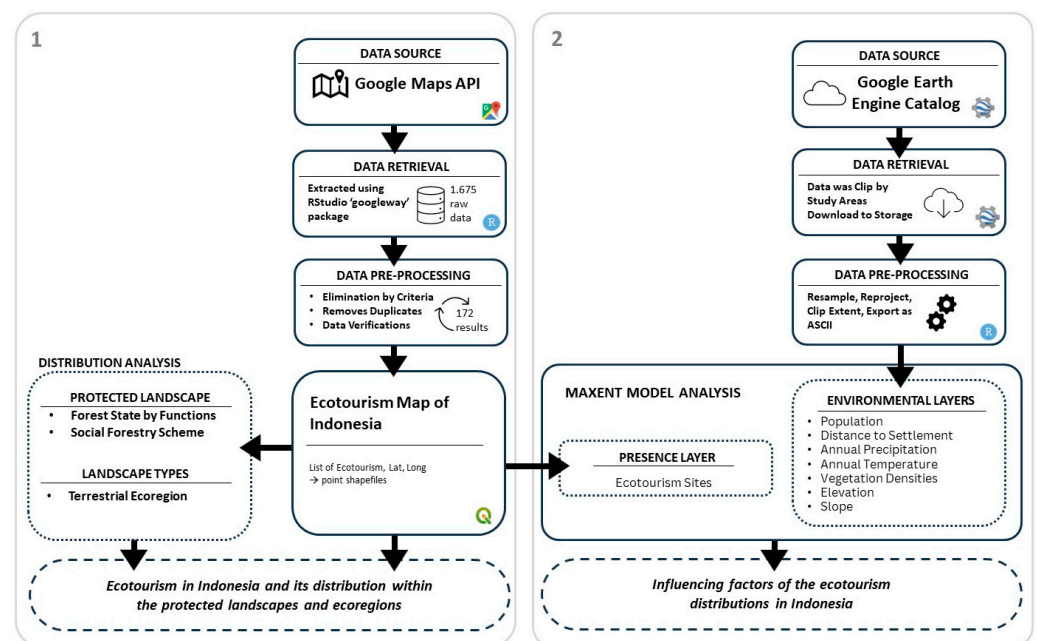 1
DATA SOURCE
Google Maps API
DATA RETRIEVAL
Extracted using
RStudio 'googleway'
package
1.675
raw
data
R
DATA PRE-PROCESSING
• Elimination by Criteria
• Removes Duplicates
• Data Verifications
172
results
DISTRIBUTION ANALYSIS
PROTECTED LANDSCAPE
• Forest State by Functions
• Social Forestry Scheme
LANDSCAPE TYPES
• Terrestrial Ecoregion
Ecotourism Map of
Indonesia
List of Ecotourism, Lat, Long
→ point shapefiles
Ecotourism in Indonesia and its distribution within
the protected landscapes and ecoregions
2
DATA SOURCE
Google Earth
Engine Catalog
DATA RETRIEVAL
Data was Clip by
Study Areas
Download to Storage
DATA PRE-PROCESSING
Resample, Reproject,
Clip Extent, Export as
ASCII
R
MAXENT MODEL ANALYSIS
PRESENCE LAYER
Ecotourism Sites
ENVIRONMENTAL LAYERS
• Population
• Distance to Settlement
• Annual Precipitation
• Annual Temperature
• Vegetation Densities
• Elevation
• Slope
Influencing factors of the ecotourism
distributions in Indonesia